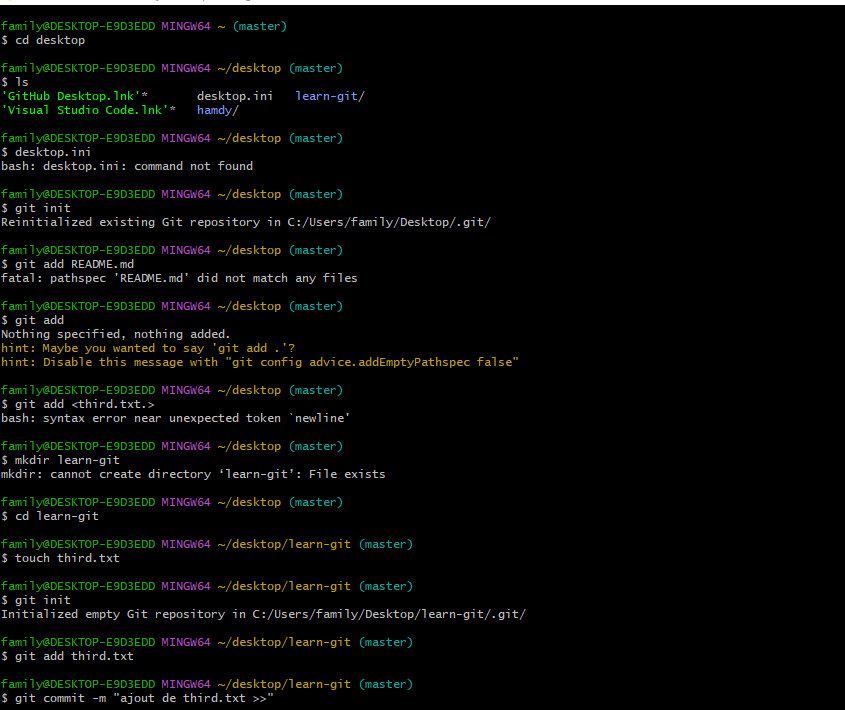 family@DESKTOP-E9D3EDD MINGW64 ~ (master)
$ cd desktop
family@DESKTOP-E9D3EDD MINGW64 ~/desktop (master)
$ ls
'GitHub Desktop.lnk'*       desktop.ini   learn-git/
'Visual Studio Code.lnk'*   hamdy/
family@DESKTOP-E9D3EDD MINGW64 ~/desktop (master)
$ desktop.ini
bash: desktop.ini: command not found
family@DESKTOP-E9D3EDD MINGW64 ~/desktop (master)
$ git init
Reinitialized existing Git repository in C:/Users/family/Desktop/.git/
family@DESKTOP-E9D3EDD MINGW64 ~/desktop (master)
$ git add README.md
fatal: pathspec 'README.md' did not match any files
family@DESKTOP-E9D3EDD MINGW64 ~/desktop (master)
$ git add
Nothing specified, nothing added.
hint: Maybe you wanted to say 'git add .'?
hint: Disable this message with "git config advice.addEmptyPathspec false"
family@DESKTOP-E9D3EDD MINGW64 ~/desktop (master)
$ git add <third.txt.>
bash: syntax error near unexpected token `newline'
family@DESKTOP-E9D3EDD MINGW64 ~/desktop (master)
$ mkdir learn-git
mkdir: cannot create directory ‘learn-git’: File exists
family@DESKTOP-E9D3EDD MINGW64 ~/desktop (master)
$ cd learn-git
family@DESKTOP-E9D3EDD MINGW64 ~/desktop/learn-git (master)
$ touch third.txt
family@DESKTOP-E9D3EDD MINGW64 ~/desktop/learn-git (master)
$ git init
Initialized empty Git repository in C:/Users/family/Desktop/learn-git/.git/
family@DESKTOP-E9D3EDD MINGW64 ~/desktop/learn-git (master)
$ git add third.txt
family@DESKTOP-E9D3EDD MINGW64 ~/desktop/learn-git (master)
$ git commit -m "ajout de third.txt >>"